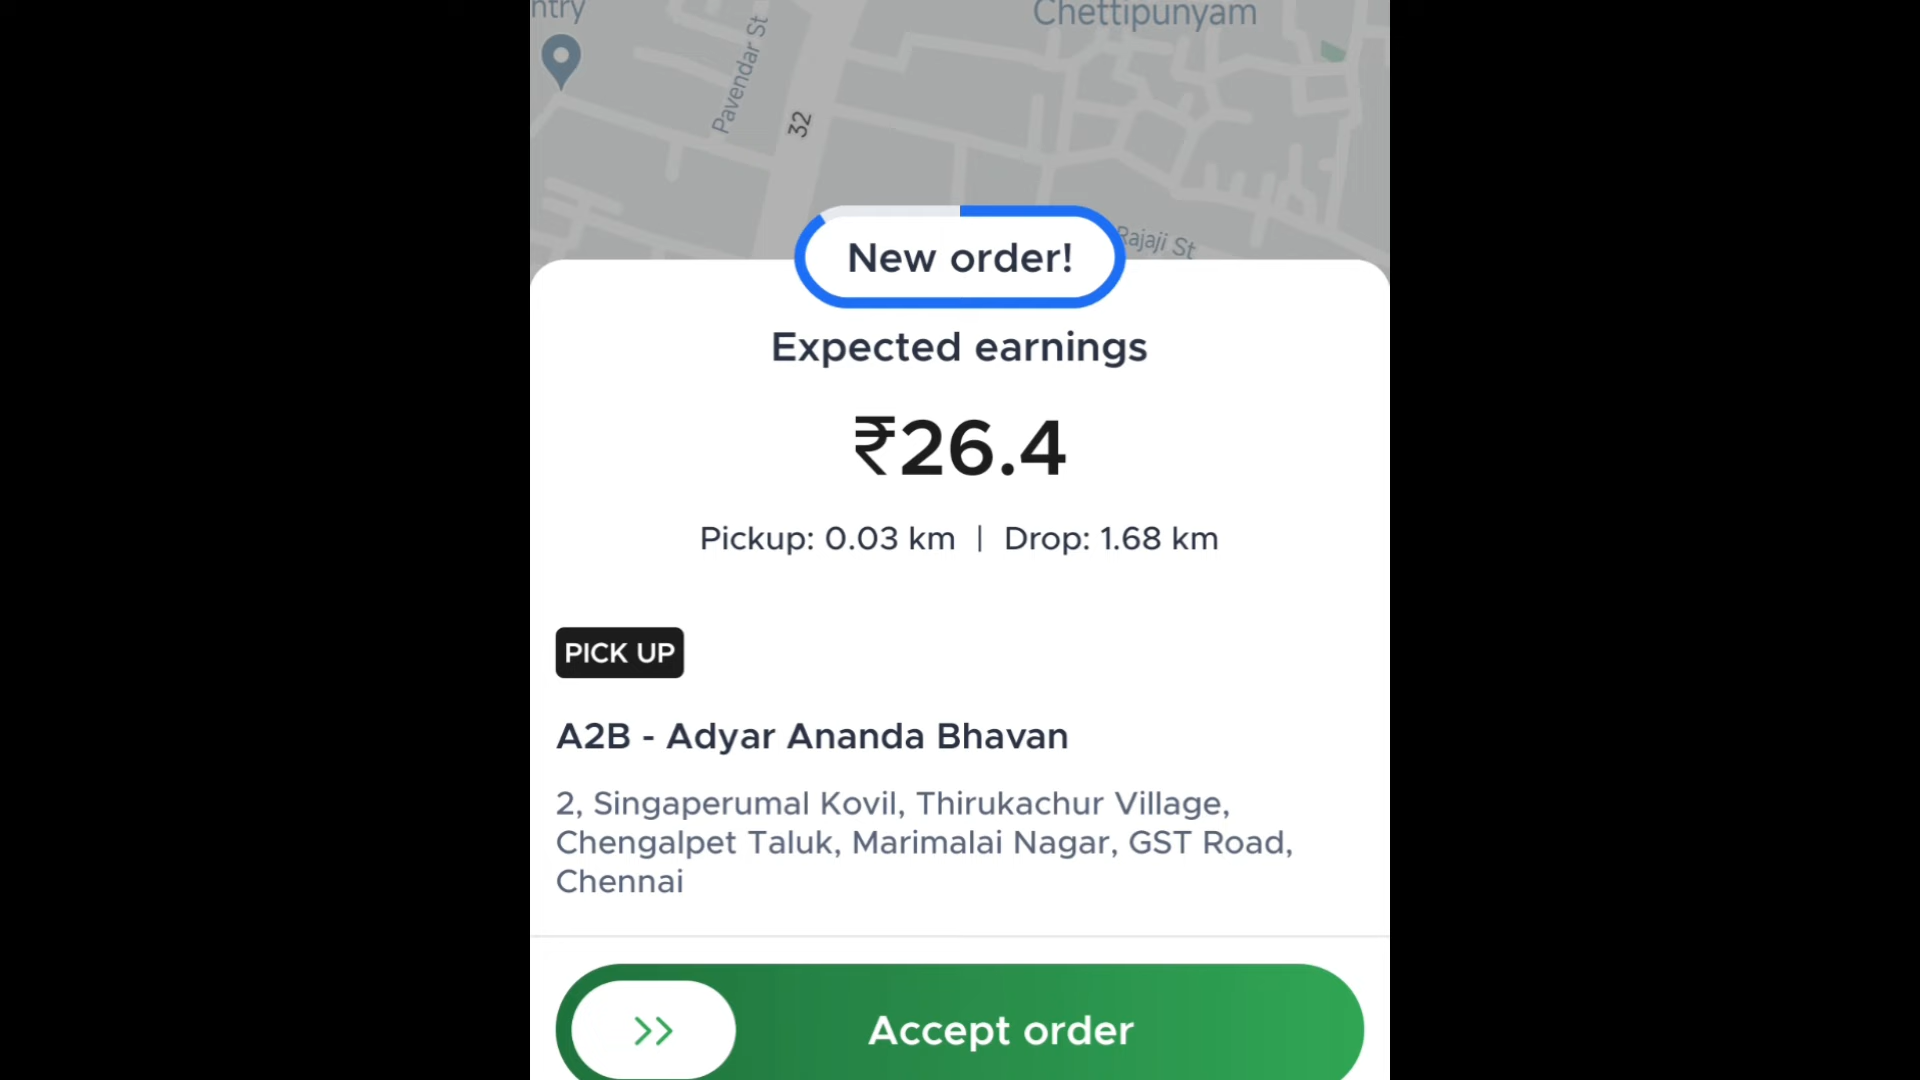 ntry
Chettipunyam
Pavendar St
32
Rajaji St
New order!
Expected earnings
₹26.4
Pickup: 0.03 km | Drop: 1.68 km
PICK UP
A2B - Adyar Ananda Bhavan
2, Singaperumal Kovil, Thirukachur Village,
Chengalpet Taluk, Marimalai Nagar, GST Road,
Chennai
Accept order